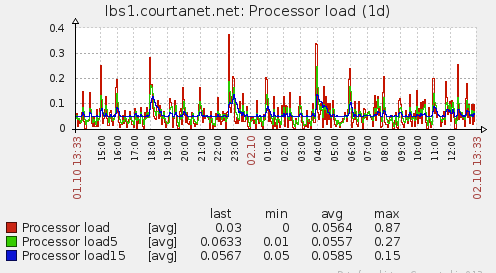 lbs1.courtanet.net: Processor load (1d)
0.4
0.3
0.2
0.1
0
01.10 13:33 15:00 16:00 17:00 18:00 19:00 20:00 21:00 22:00 23:00 02.10 01:00 02:00 03:00 04:00 05:00 06:00 07:00 08:00 09:00 10:00 11:00 12:00 02.10 13:33
last min avg max
Processor load [avg] 0.03 0 0.0564 0.87
Processor load5 [avg] 0.0633 0.01 0.0557 0.27
Processor load15 [avg] 0.0567 0.05 0.0585 0.15